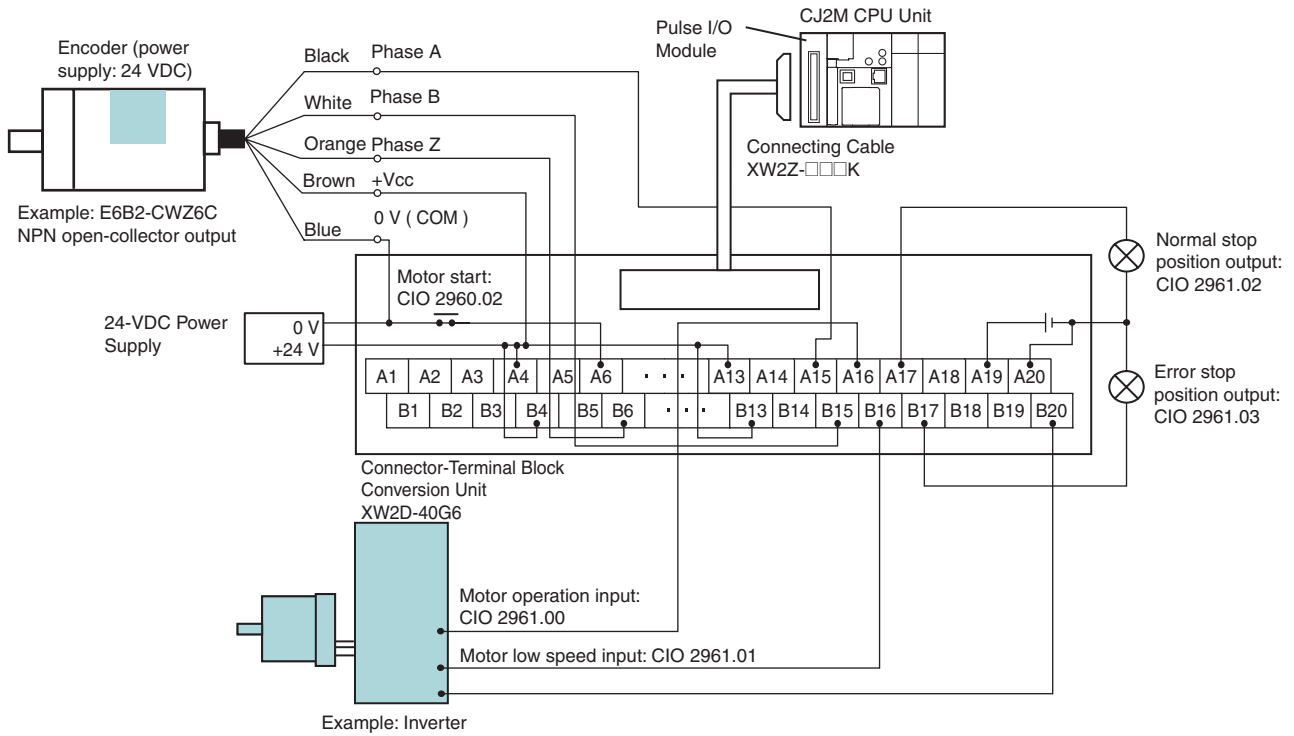 CJ2M CPU Unit
Pulse I/O
Module
Encoder (power
supply: 24 VDC)
Black Phase A
White Phase B
Orange Phase Z
Brown +Vcc
Blue 0 V ( COM )
Connecting Cable
XW2Z-□□□K
Example: E6B2-CWZ6C
NPN open-collector output
Normal stop
position output:
CIO 2961.02
Motor start:
CIO 2960.02
24-VDC Power
Supply
0 V
+24 V
A1 A2 A3 A4 A5 A6 · · · A13 A14 A15 A16 A17 A18 A19 A20
B1 B2 B3 B4 B5 B6 · · · B13 B14 B15 B16 B17 B18 B19 B20
Error stop
position output:
CIO 2961.03
Connector-Terminal Block
Conversion Unit
XW2D-40G6
Motor operation input:
CIO 2961.00
Motor low speed input: CIO 2961.01
Example: Inverter